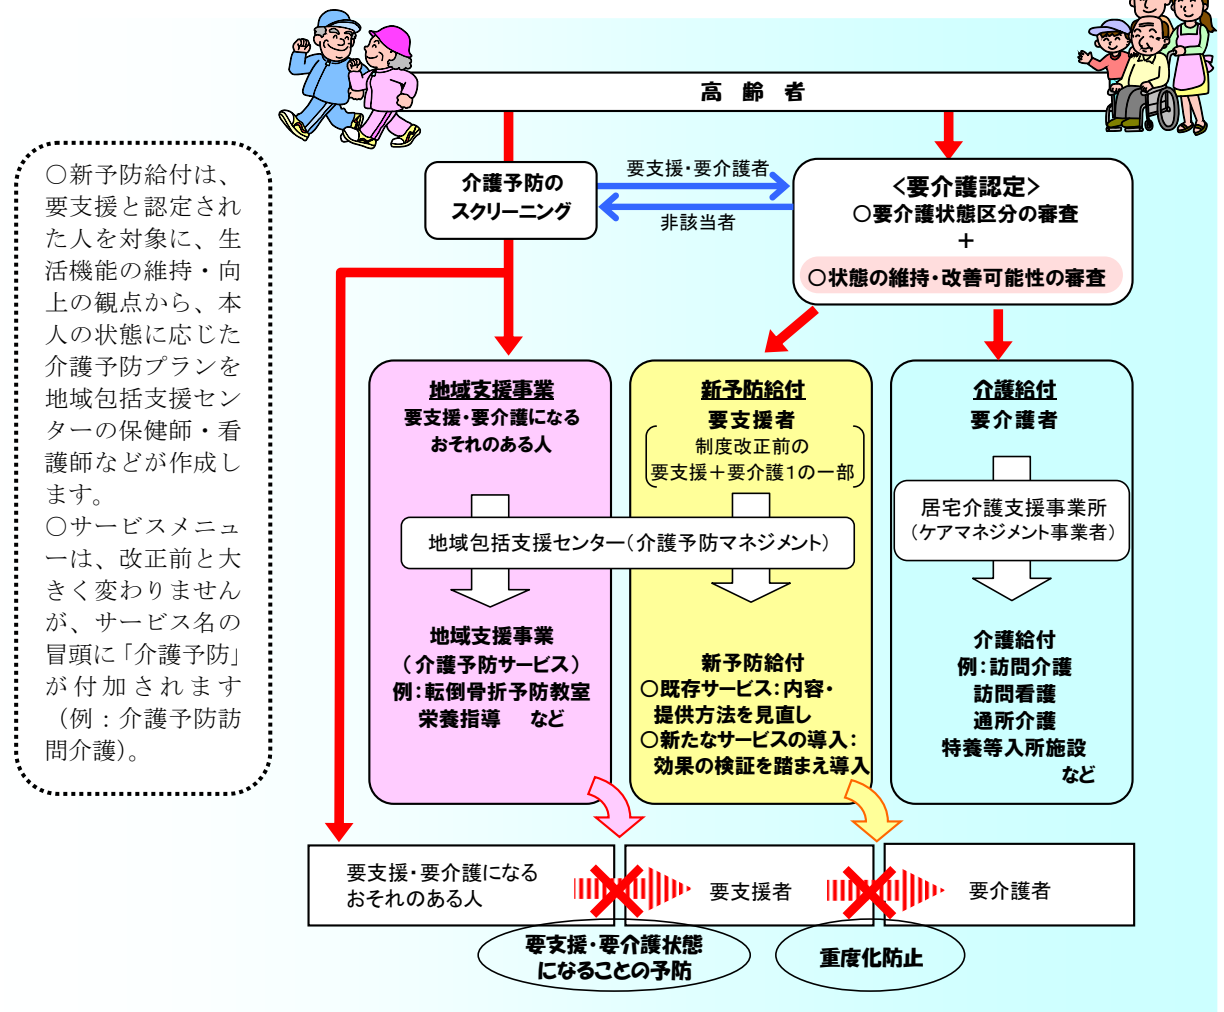 高齢者
介護予防の
スクリーニング
要支援・要介護者
非該当者
<要介護認定>
○要介護状態区分の審査
+
○状態の維持・改善可能性の審査
○新予防給付は、
要支援と認定され
た人を対象に、生
活機能の維持・向
上の観点から、本
人の状態に応じた
介護予防プランを
地域包括支援セン
ターの保健師・看
護師などが作成し
ます。
○サービスメニュ
ーは、改正前と大
きく変わりません
が、サービス名の
冒頭に「介護予防」
が付加されます
(例:介護予防訪
問介護)。
地域支援事業
要支援・要介護になる
おそれのある人
新予防給付
要支援者
制度改正前の
要支援+要介護1の一部
介護給付
要介護者
地域包括支援センター(介護予防マネジメント)
居宅介護支援事業所
(ケアマネジメント事業者)
地域支援事業
(介護予防サービス)
例:転倒骨折予防教室
栄養指導 など
新予防給付
○既存サービス:内容・
提供方法を見直し
○新たなサービスの導入:
効果の検証を踏まえ導入
介護給付
例:訪問介護
訪問看護
通所介護
特養等入所施設
など
要支援・要介護になる
おそれのある人
要支援者
要介護者
要支援・要介護状態
になることの予防
重度化防止